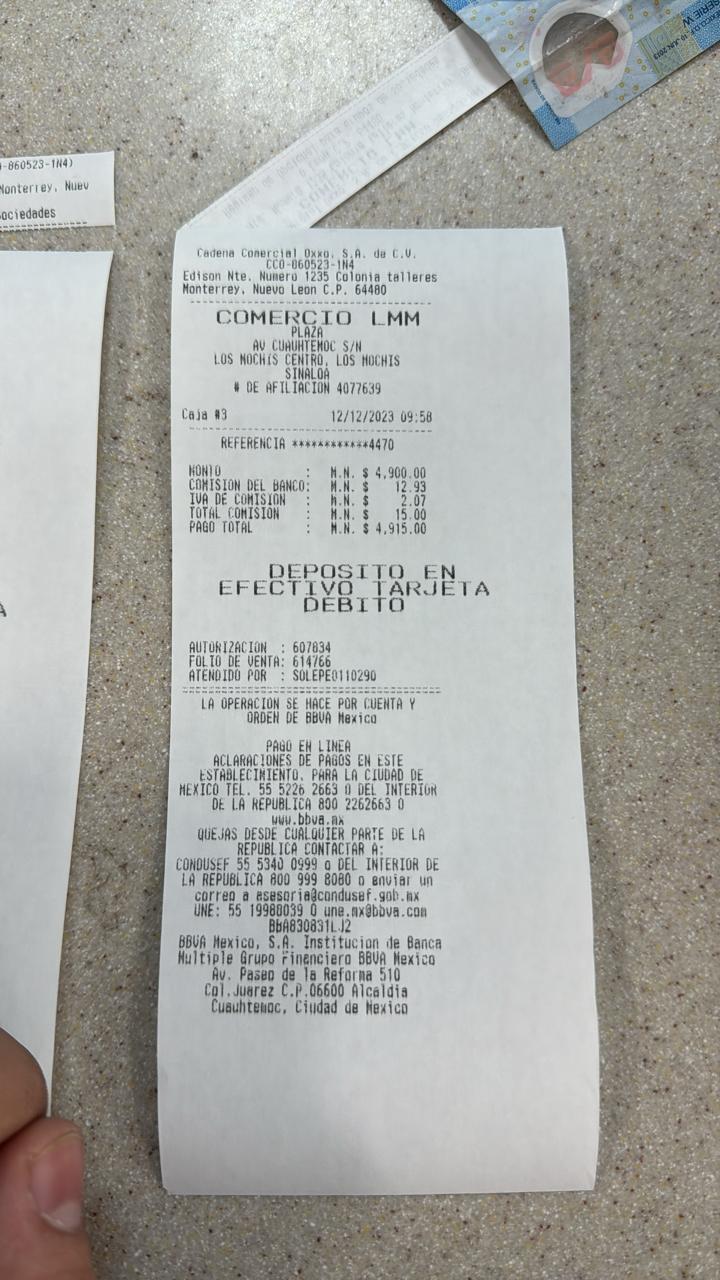 -860523-1N4)
Monterrey, Nuev
ociedades
Cadena Comercial Oxxo, S.A. de C.V.
CCO-860523-1N4
Edison Nte. Numero 1235 Colonia talleres
Monterrey, Nuevo Leon C.P. 64480
COMERCIO LMM
PLAZA
AV CUAUHTEMOC S/N
LOS MOCHIS CENTRO, LOS MOCHIS
SINALOA
# DE AFILIACION 4077639
Caja #3 12/12/2023 09:58
REFERENCIA ************4470
MONTO : M.N. $ 4,900.00
COMISION DEL BANCO: M.N. $ 12.93
IVA DE COMISION : M.N. $ 2.07
TOTAL COMISION : M.N. $ 15.00
PAGO TOTAL : M.N. $ 4,915.00
DEPOSITO EN
EFECTIVO TARJETA
DEBITO
AUTORIZACION : 607834
FOLIO DE VENTA: 614766
ATENDIDO POR : SOLEPE0110290
LA OPERACION SE HACE POR CUENTA Y
ORDEN DE BBVA Mexico
PAGO EN LINEA
ACLARACIONES DE PAGOS EN ESTE
ESTABLECIMIENTO. PARA LA CIUDAD DE
MEXICO TEL. 55 5226 2663 O DEL INTERIOR
DE LA REPUBLICA 800 2262663 O
www.bbva.mx
QUEJAS DESDE CUALQUIER PARTE DE LA
REPUBLICA CONTACTAR A:
CONDUSEF 55 5340 0999 o DEL INTERIOR DE
LA REPUBLICA 800 999 8080 o enviar un
correo a asesoria@condusef.gob.mx
UNE: 55 19980039 O une.mx@bbva.com
BBA830831LJ2
BBVA Mexico, S.A. Institucion de Banca
Multiple Grupo Financiero BBVA Mexico
Av. Paseo de la Reforma 510
Col.Juarez C.P.06600 Alcaldia
Cuauhtemoc, Ciudad de Mexico